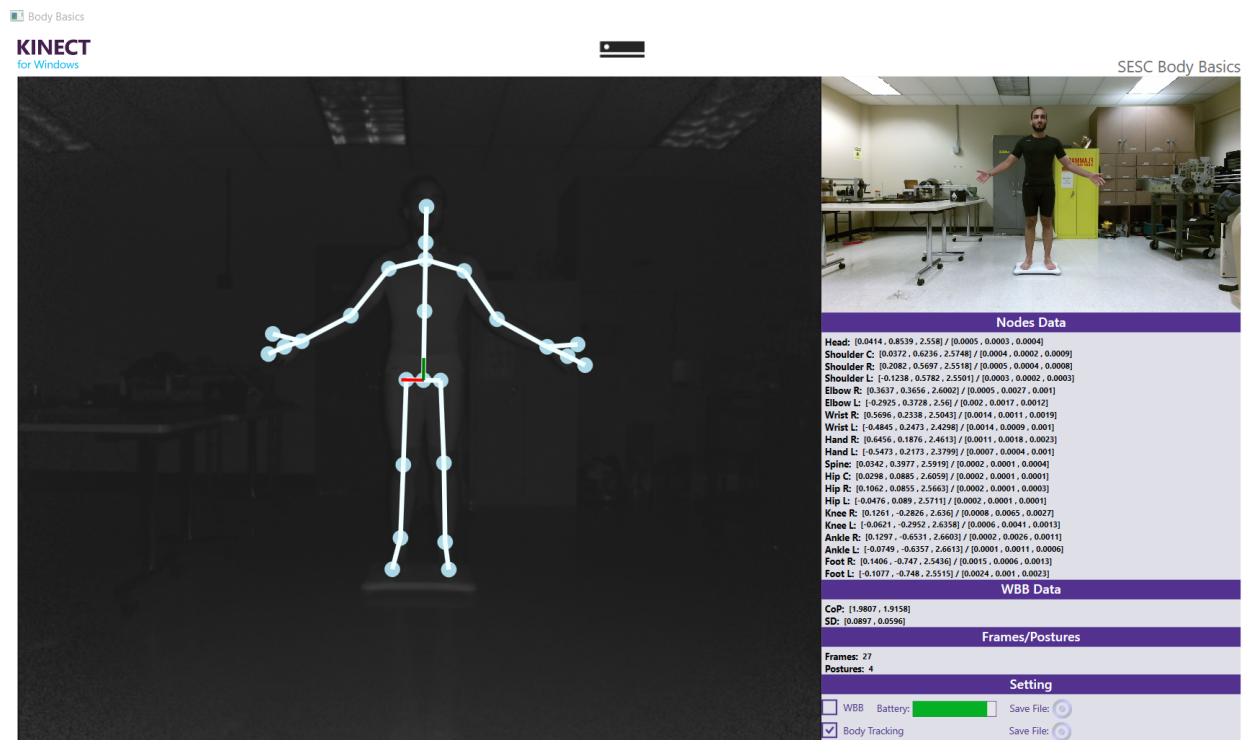 Body Basics
KINECT
for Windows
SESC Body Basics
Nodes Data
Head: [0.0414 , 0.8539 , 2.558] / [0.0005 , 0.0003 , 0.0004]
Shoulder C: [0.0372 , 0.6236 , 2.5748] / [0.0004 , 0.0002 , 0.0009]
Shoulder R: [0.2082 , 0.5697 , 2.5518] / [0.0005 , 0.0004 , 0.0008]
Shoulder L: [-0.1238 , 0.5782 , 2.5501] / [0.0003 , 0.0002 , 0.0003]
Elbow R: [0.3637 , 0.3656 , 2.6002] / [0.0005 , 0.0027 , 0.001]
Elbow L: [-0.2925 , 0.3728 , 2.56] / [0.002 , 0.0017 , 0.0012]
Wrist R: [0.5696 , 0.2338 , 2.5043] / [0.0014 , 0.0011 , 0.0019]
Wrist L: [-0.4845 , 0.2473 , 2.4298] / [0.0014 , 0.0009 , 0.001]
Hand R: [0.6456 , 0.1876 , 2.4613] / [0.0011 , 0.0018 , 0.0023]
Hand L: [-0.5473 , 0.2173 , 2.3799] / [0.0007 , 0.0004 , 0.001]
Spine: [0.0342 , 0.3977 , 2.5919] / [0.0002 , 0.0001 , 0.0004]
Hip C: [0.0298 , 0.0885 , 2.6059] / [0.0002 , 0.0001 , 0.0001]
Hip R: [0.1062 , 0.0855 , 2.5663] / [0.0002 , 0.0001 , 0.0003]
Hip L: [-0.0476 , 0.089 , 2.5711] / [0.0002 , 0.0001 , 0.0001]
Knee R: [0.1261 , -0.2826 , 2.636] / [0.0008 , 0.0065 , 0.0027]
Knee L: [-0.0621 , -0.2952 , 2.6358] / [0.0006 , 0.0041 , 0.0013]
Ankle R: [0.1297 , -0.6531 , 2.6603] / [0.0002 , 0.0026 , 0.0011]
Ankle L: [-0.0749 , -0.6357 , 2.6613] / [0.0001 , 0.0011 , 0.0006]
Foot R: [0.1406 , -0.747 , 2.5436] / [0.0015 , 0.0006 , 0.0013]
Foot L: [-0.1077 , -0.748 , 2.5515] / [0.0024 , 0.001 , 0.0023]
WBB Data
CoP: [1.9807 , 1.9158]
SD: [0.0897 , 0.0596]
Frames/Postures
Frames: 27
Postures: 4
Setting
WBB Battery: Save File:
Body Tracking Save File: